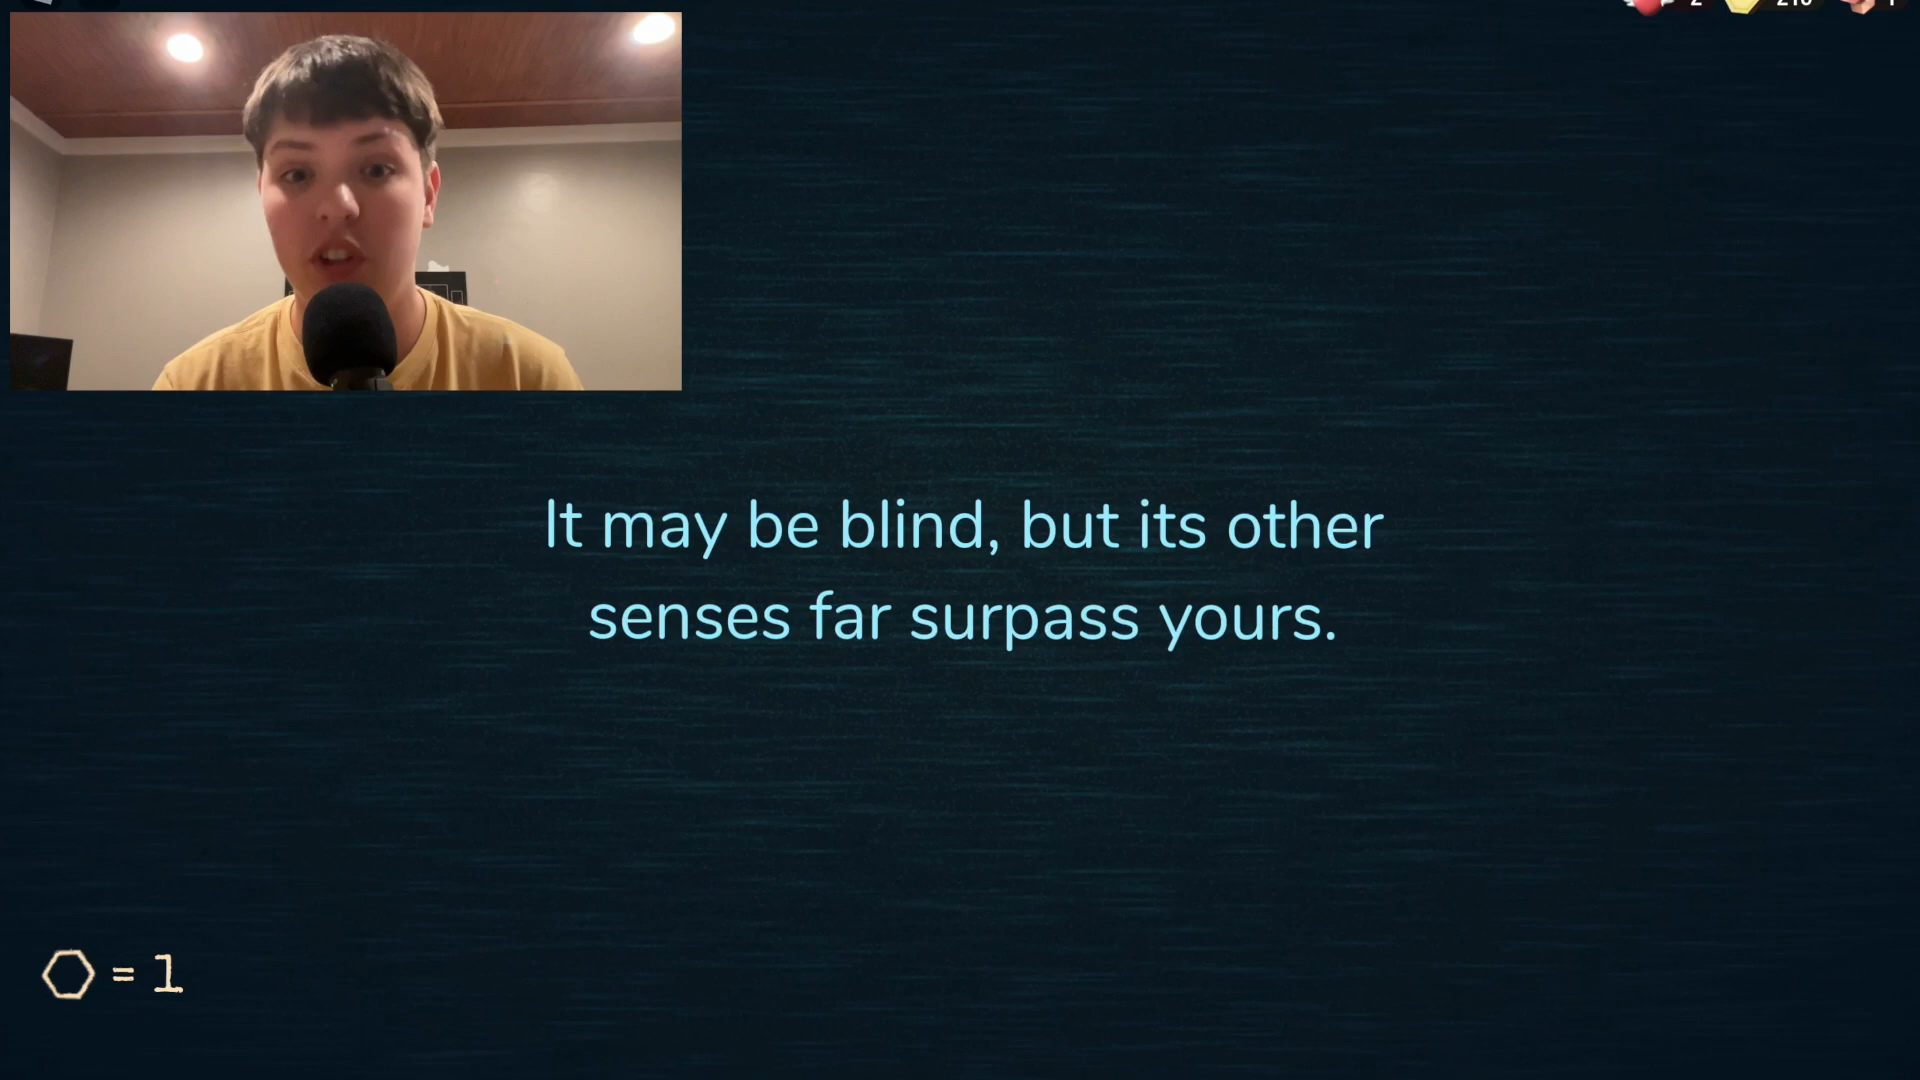 It may be blind, but its other
senses far surpass yours.
= 1